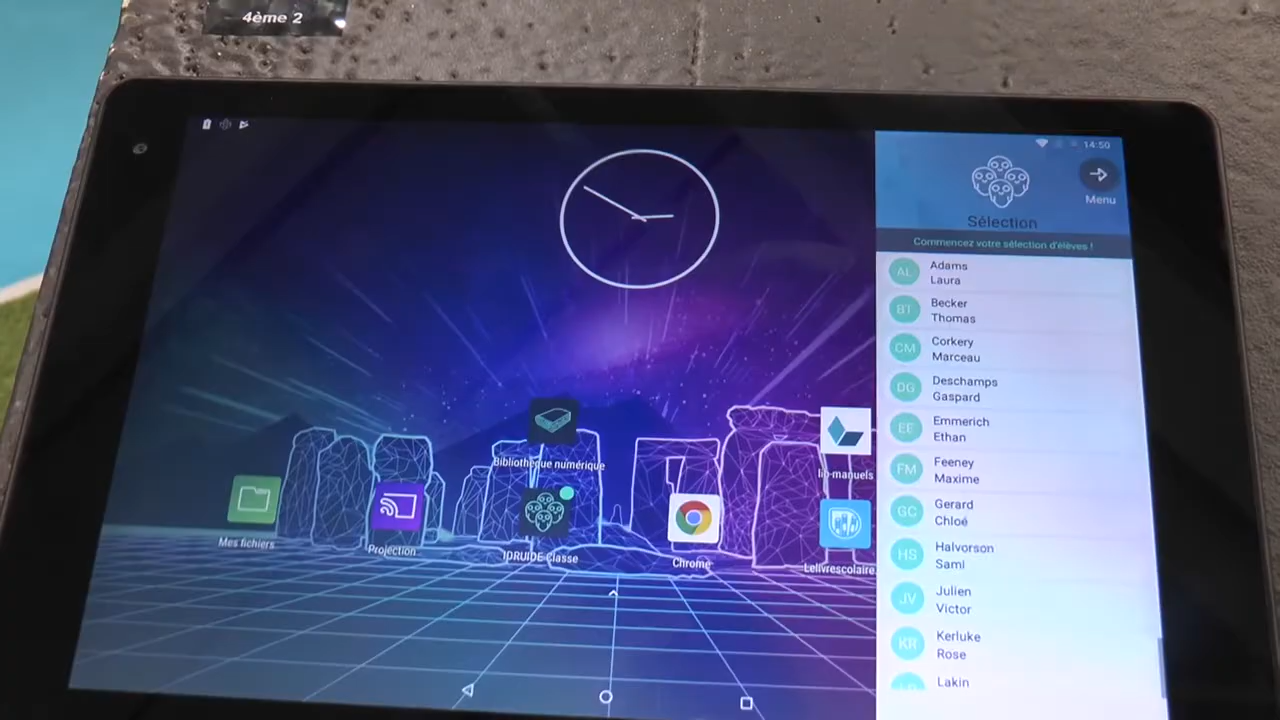 4ème 2
14:50
Menu
Sélection
Commencez votre sélection d'élèves !
AL
Adams
Laura
BT
Becker
Thomas
CM
Corkery
Marceau
DG
Deschamps
Gaspard
EE
Emmerich
Ethan
FM
Feeney
Maxime
GC
Gerard
Chloé
HS
Halvorson
Sami
JV
Julien
Victor
KR
Kerluke
Rose
Lakin
Bibliothèque numérique
lib-manuels
Mes fichiers
Projection
IDRUIDE Classe
Chrome
Lelivrescolaire.